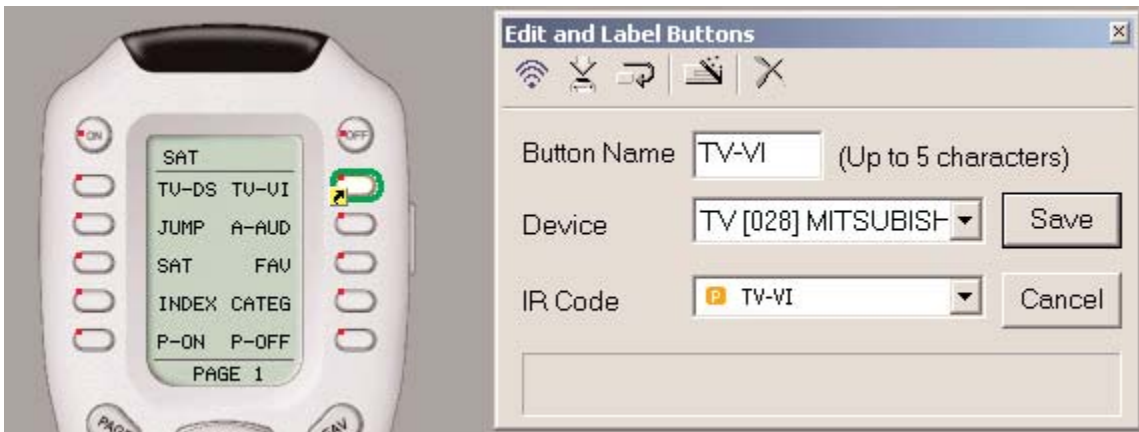 ON
OFF
SAT
TV-DS TV-VI
JUMP A-AUD
SAT FAV
INDEX CATEG
P-ON P-OFF
PAGE 1
PAGE
FAV
Edit and Label Buttons
Button Name TV-VI (Up to 5 characters)
Device TV [028] MITSUBISH Save
IR Code P TV-VI Cancel